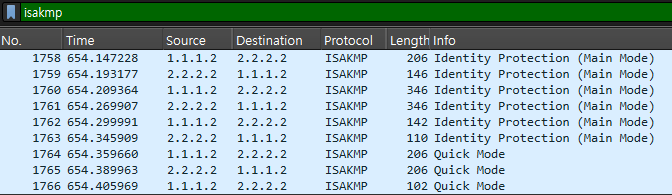 isakmp
No. Time Source Destination Protocol Length Info
1758 654.147228 1.1.1.2 2.2.2.2 ISAKMP 206 Identity Protection (Main Mode)
1759 654.193177 2.2.2.2 1.1.1.2 ISAKMP 146 Identity Protection (Main Mode)
1760 654.209364 1.1.1.2 2.2.2.2 ISAKMP 346 Identity Protection (Main Mode)
1761 654.269907 2.2.2.2 1.1.1.2 ISAKMP 346 Identity Protection (Main Mode)
1762 654.299991 1.1.1.2 2.2.2.2 ISAKMP 142 Identity Protection (Main Mode)
1763 654.345909 2.2.2.2 1.1.1.2 ISAKMP 110 Identity Protection (Main Mode)
1764 654.359660 1.1.1.2 2.2.2.2 ISAKMP 206 Quick Mode
1765 654.389963 2.2.2.2 1.1.1.2 ISAKMP 206 Quick Mode
1766 654.405969 1.1.1.2 2.2.2.2 ISAKMP 102 Quick Mode